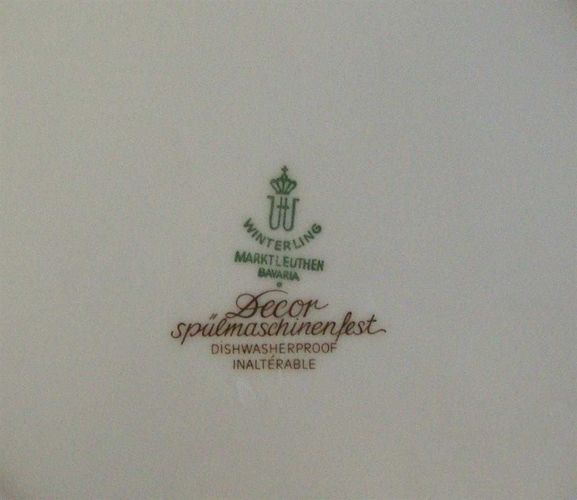 W
WINTERLING
MARKTLEUTHEN
BAVARIA
Decor
spülmaschinenfest
DISHWASHERPROOF
INALTÉRABLE